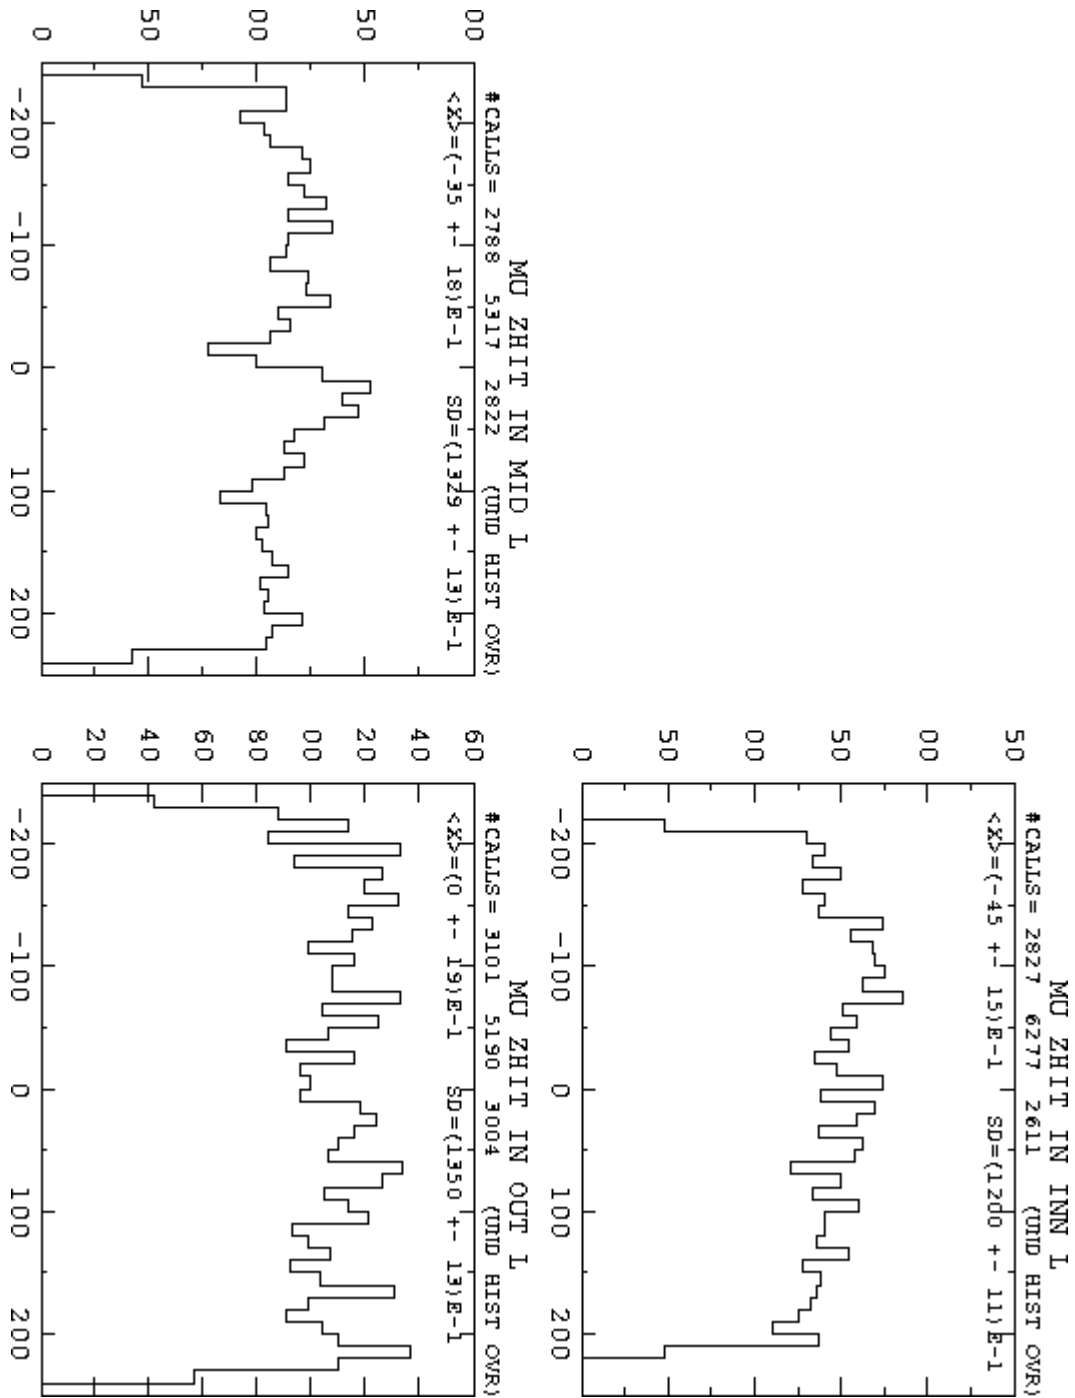 MU ZHIT IN INN L
#CALLS= 2827 6277 2611 (UND HIST OVR)
<X>=(-45 +- 15)E-1 SD=(1200 +- 11)E-1
50
00
50
00
50
0
-200 -100 0 100 200
MU ZHIT IN MID L
#CALLS= 2788 5317 2822 (UND HIST OVR)
<X>=(-35 +- 18)E-1 SD=(1329 +- 13)E-1
00
50
00
50
0
-200 -100 0 100 200
MU ZHIT IN OUT L
#CALLS= 3101 5190 3004 (UND HIST OVR)
<X>=(0 +- 19)E-1 SD=(1350 +- 13)E-1
60
40
20
00
80
60
40
20
0
-200 -100 0 100 200